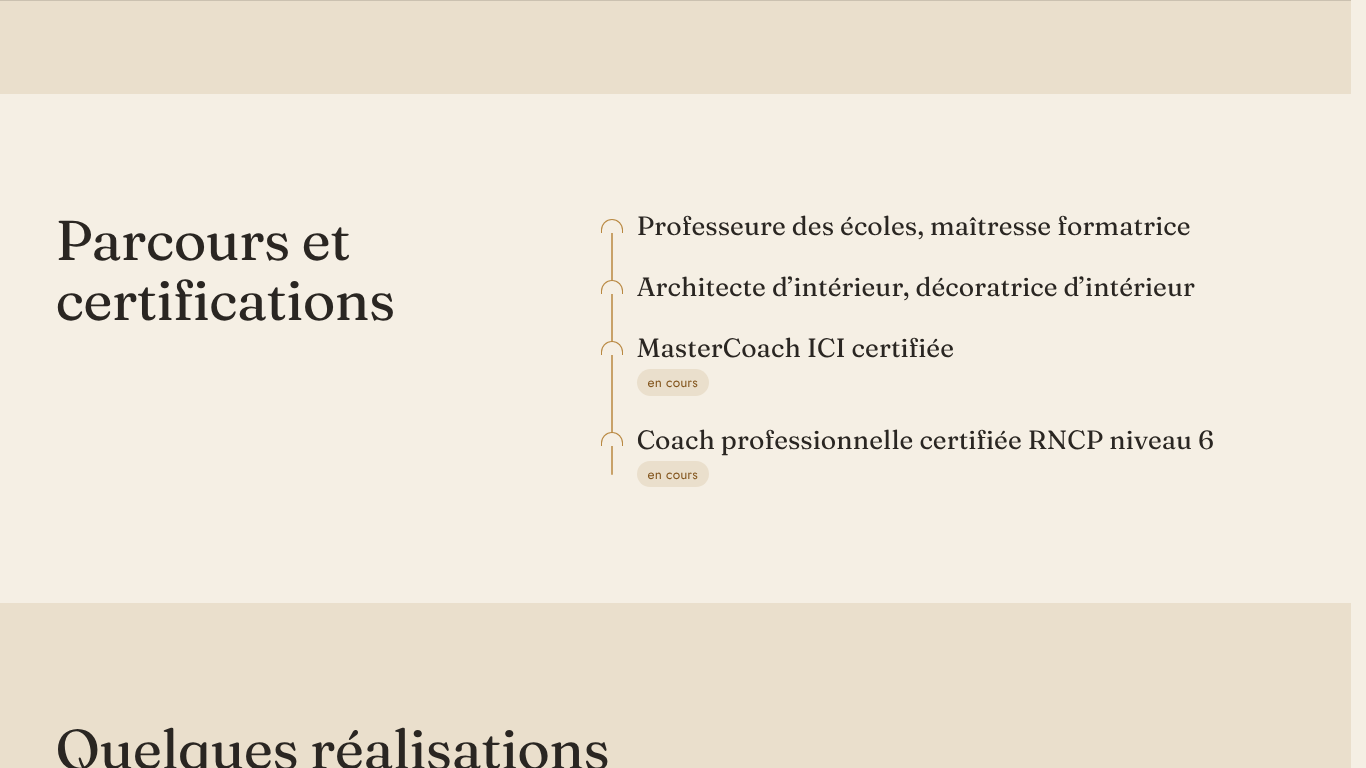 Parcours et
certifications
Professeure des écoles, maîtresse formatrice
Architecte d’intérieur, décoratrice d’intérieur
MasterCoach ICI certifiée
en cours
Coach professionnelle certifiée RNCP niveau 6
en cours
Quelques réalisations